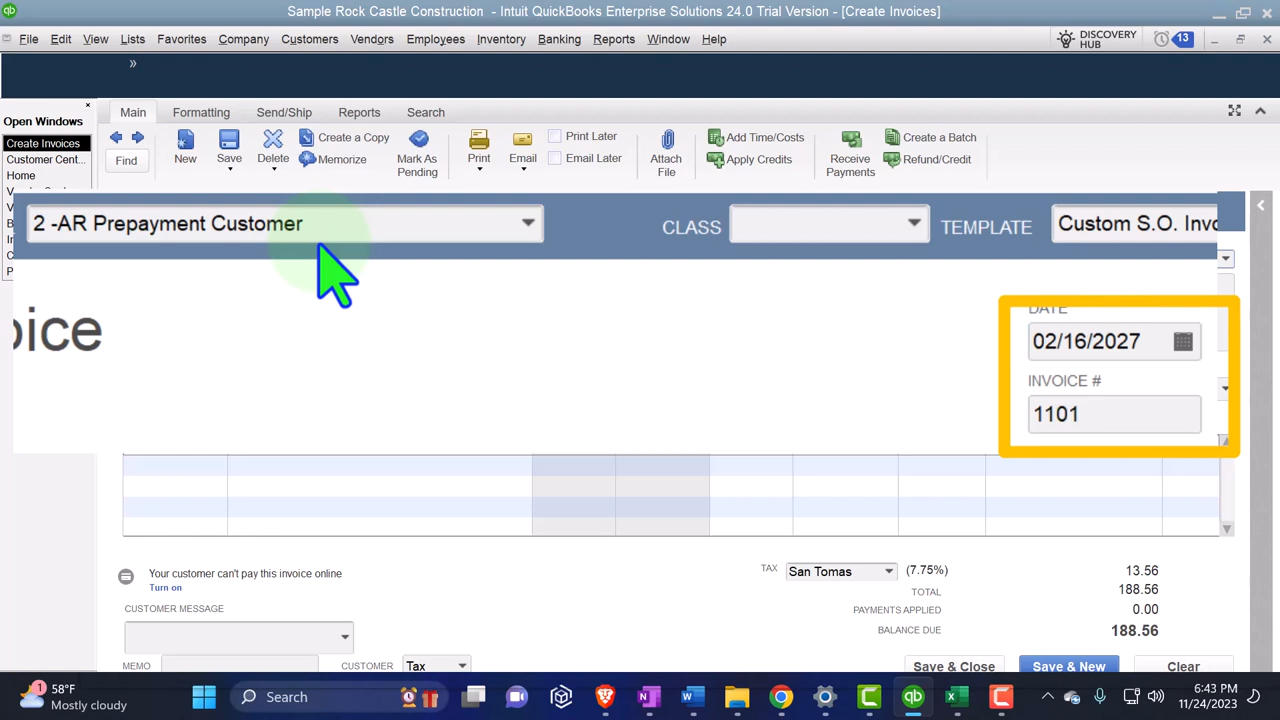 Sample Rock Castle Construction - Intuit QuickBooks Enterprise Solutions 24.0 Trial Version - [Create Invoices]
File Edit View Lists Favorites Company Customers Vendors Employees Inventory Banking Reports Window Help
DISCOVERY HUB
13
»
Open Windows
Create Invoices
Customer Cent...
Home
Main Formatting Send/Ship Reports Search
Find
New
Save
Delete
Create a Copy
Memorize
Mark As Pending
Print
Email
Print Later
Email Later
Attach File
Add Time/Costs
Apply Credits
Receive Payments
Create a Batch
Refund/Credit
2 -AR Prepayment Customer
CLASS
TEMPLATE
Custom S.O. Invo
oice
DATE
02/16/2027
INVOICE #
1101
Your customer can't pay this invoice online
Turn on
TAX San Tomas (7.75%) 13.56
TOTAL 188.56
PAYMENTS APPLIED 0.00
BALANCE DUE 188.56
CUSTOMER MESSAGE
MEMO
CUSTOMER
Tax
Save & Close
Save & New
Clear
1
58°F
Mostly cloudy
Search
6:43 PM
11/24/2023